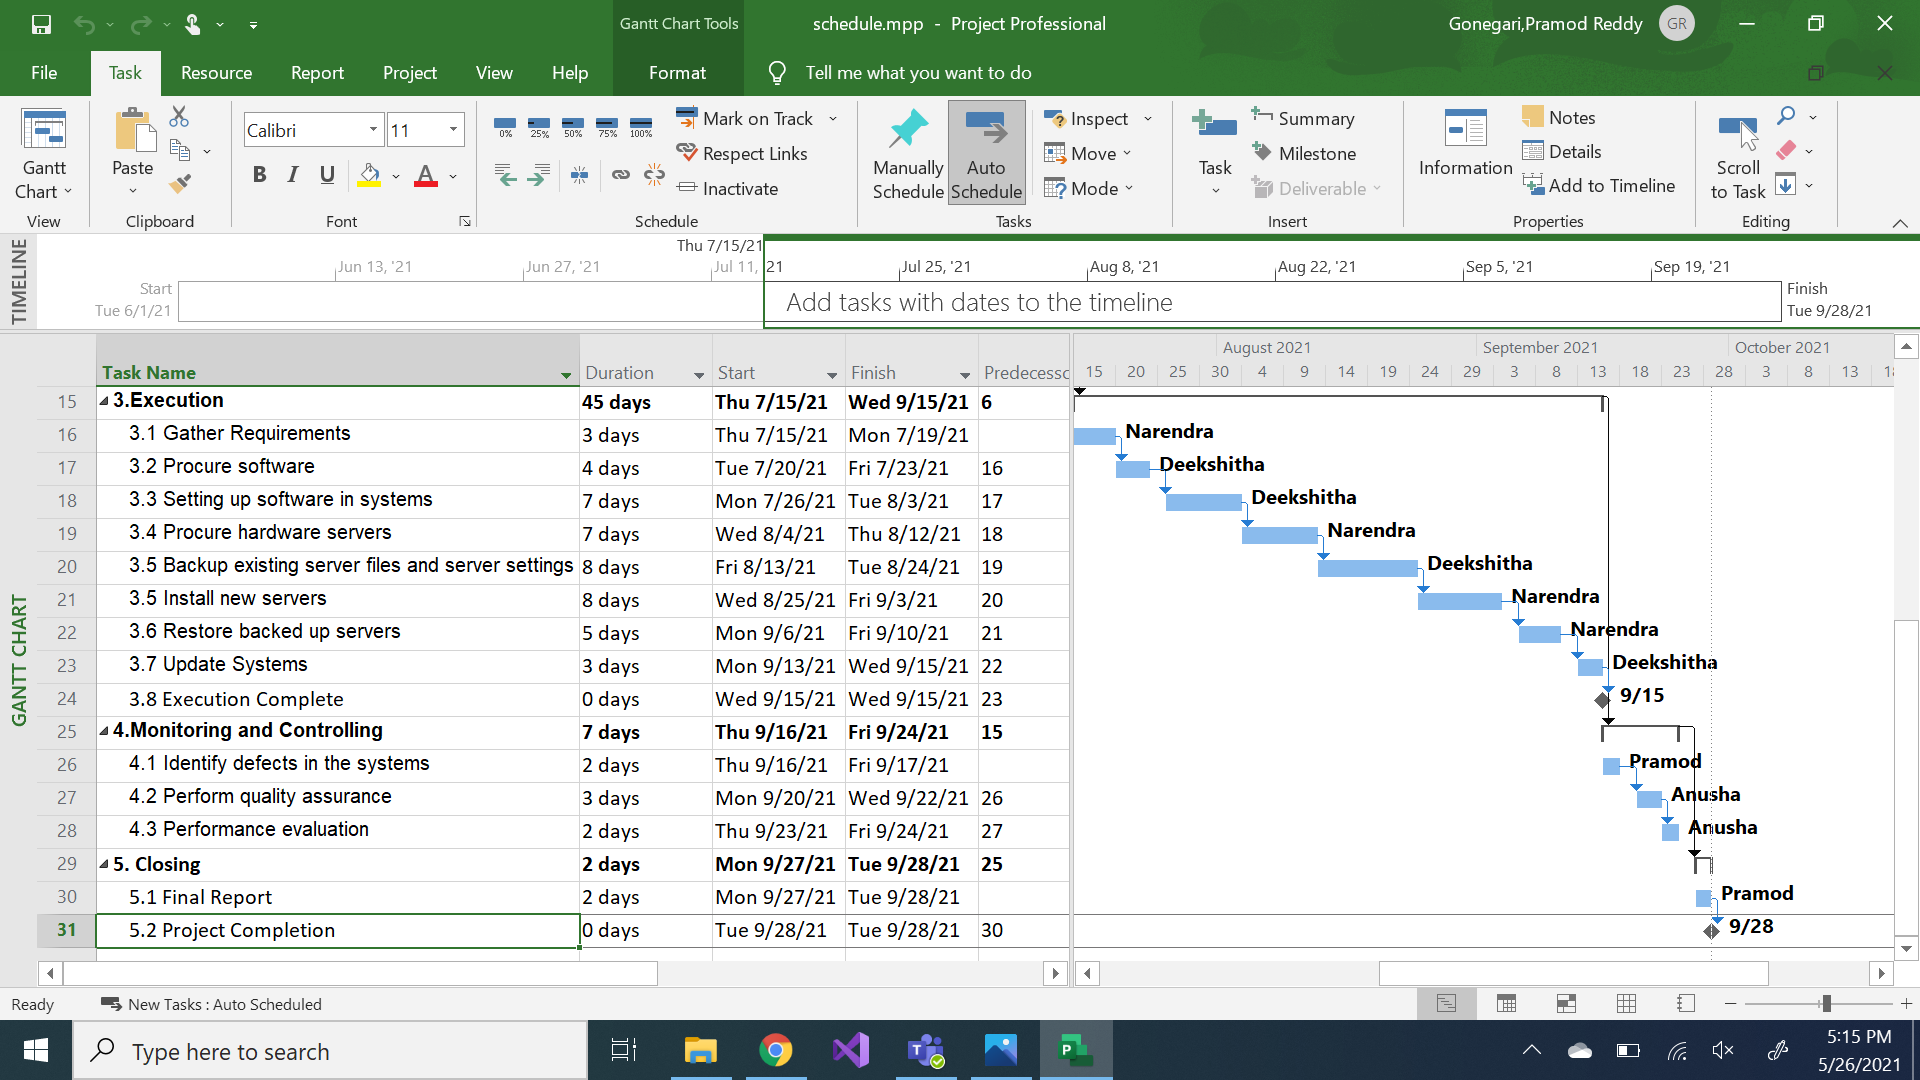 Gantt Chart Tools
schedule.mpp - Project Professional
Gonegari,Pramod Reddy GR
File Task Resource Report Project View Help Format Tell me what you want to do
Gantt Chart
View
Paste
Clipboard
Calibri 11
B I U A
Font
0% 25% 50% 75% 100%
Mark on Track
Respect Links
Inactivate
Schedule
Manually Schedule
Auto Schedule
Inspect
Move
Mode
Tasks
Task
Summary
Milestone
Deliverable
Insert
Information
Notes
Details
Add to Timeline
Properties
Scroll to Task
Editing
TIMELINE
Thu 7/15/21
Jun 13, '21 Jun 27, '21 Jul 11, '21 Jul 25, '21 Aug 8, '21 Aug 22, '21 Sep 5, '21 Sep 19, '21
Start
Tue 6/1/21
Add tasks with dates to the timeline
Finish
Tue 9/28/21
GANTT CHART
August 2021 September 2021 October 2021
Task Name Duration Start Finish Predecessc 15 20 25 30 4 9 14 19 24 29 3 8 13 18 23 28 3 8 13 18
15 3.Execution 45 days Thu 7/15/21 Wed 9/15/21 6
16 3.1 Gather Requirements 3 days Thu 7/15/21 Mon 7/19/21 Narendra
17 3.2 Procure software 4 days Tue 7/20/21 Fri 7/23/21 16 Deekshitha
18 3.3 Setting up software in systems 7 days Mon 7/26/21 Tue 8/3/21 17 Deekshitha
19 3.4 Procure hardware servers 7 days Wed 8/4/21 Thu 8/12/21 18 Narendra
20 3.5 Backup existing server files and server settings 8 days Fri 8/13/21 Tue 8/24/21 19 Deekshitha
21 3.5 Install new servers 8 days Wed 8/25/21 Fri 9/3/21 20 Narendra
22 3.6 Restore backed up servers 5 days Mon 9/6/21 Fri 9/10/21 21 Narendra
23 3.7 Update Systems 3 days Mon 9/13/21 Wed 9/15/21 22 Deekshitha
24 3.8 Execution Complete 0 days Wed 9/15/21 Wed 9/15/21 23 9/15
25 4.Monitoring and Controlling 7 days Thu 9/16/21 Fri 9/24/21 15
26 4.1 Identify defects in the systems 2 days Thu 9/16/21 Fri 9/17/21 Pramod
27 4.2 Perform quality assurance 3 days Mon 9/20/21 Wed 9/22/21 26 Anusha
28 4.3 Performance evaluation 2 days Thu 9/23/21 Fri 9/24/21 27 Anusha
29 5. Closing 2 days Mon 9/27/21 Tue 9/28/21 25
30 5.1 Final Report 2 days Mon 9/27/21 Tue 9/28/21 Pramod
31 5.2 Project Completion 0 days Tue 9/28/21 Tue 9/28/21 30 9/28
Ready New Tasks : Auto Scheduled
Type here to search
5:15 PM
5/26/2021